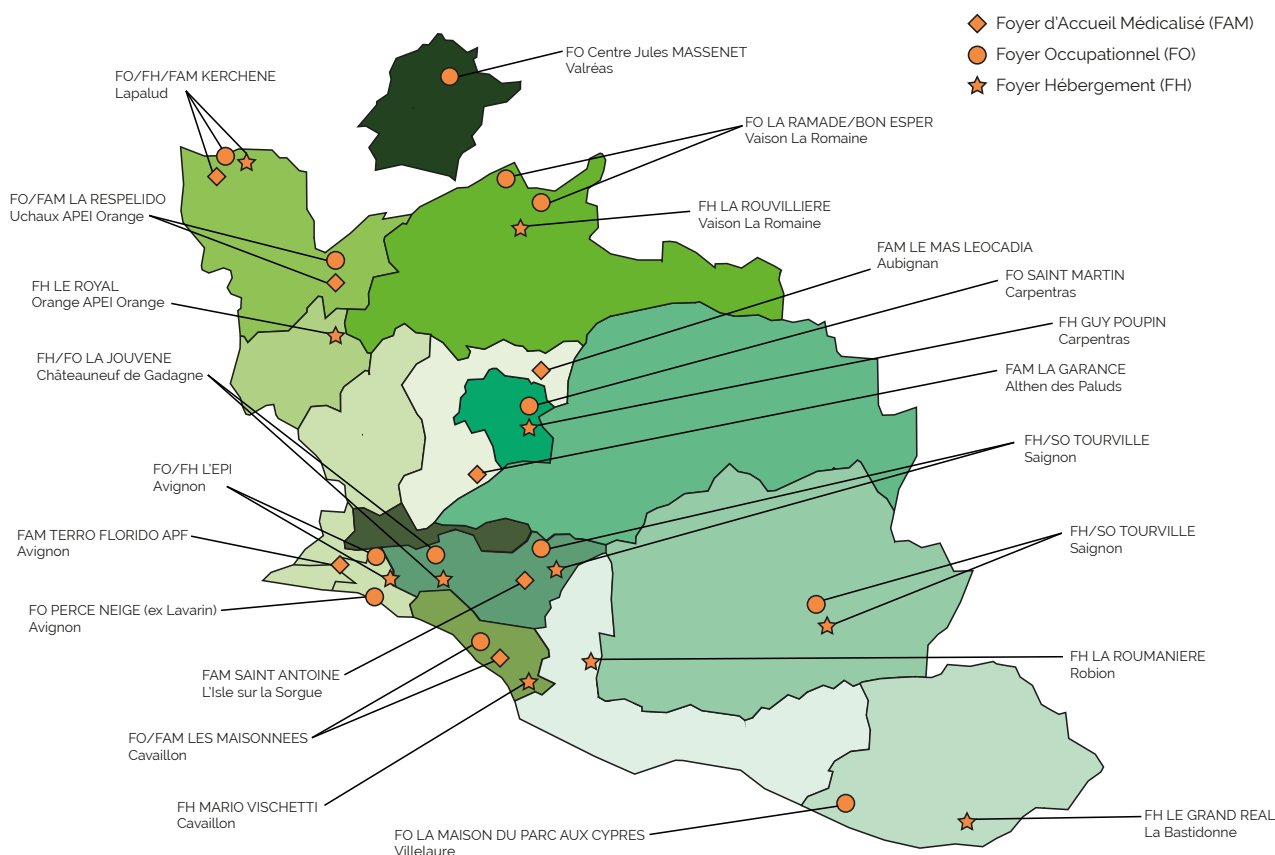 Foyer d'Accueil Médicalisé (FAM)
Foyer Occupationnel (FO)
Foyer Hébergement (FH)
FO Centre Jules MASSENET
Valréas
FO/FH/FAM KERCHENE
Lapalud
FO LA RAMADE/BON ESPER
Vaison La Romaine
FO/FAM LA RESPELIDO
Uchaux APEI Orange
FH LA ROUVILLIERE
Vaison La Romaine
FAM LE MAS LEOCADIA
Aubignan
FO SAINT MARTIN
Carpentras
FH LE ROYAL
Orange APEI Orange
FH GUY POUPIN
Carpentras
FH/FO LA JOUVENE
Châteauneuf de Gadagne
FAM LA GARANCE
Althen des Paluds
FH/SO TOURVILLE
Saignon
FO/FH L'EPI
Avignon
FAM TERRO FLORIDO APF
Avignon
FH/SO TOURVILLE
Saignon
FO PERCE NEIGE (ex Lavarin)
Avignon
FH LA ROUMANIERE
Robion
FAM SAINT ANTOINE
L'Isle sur la Sorgue
FO/FAM LES MAISONNEES
Cavaillon
FH MARIO VISCHETTI
Cavaillon
FO LA MAISON DU PARC AUX CYPRES
Villelaure
FH LE GRAND REAL
La Bastidonne